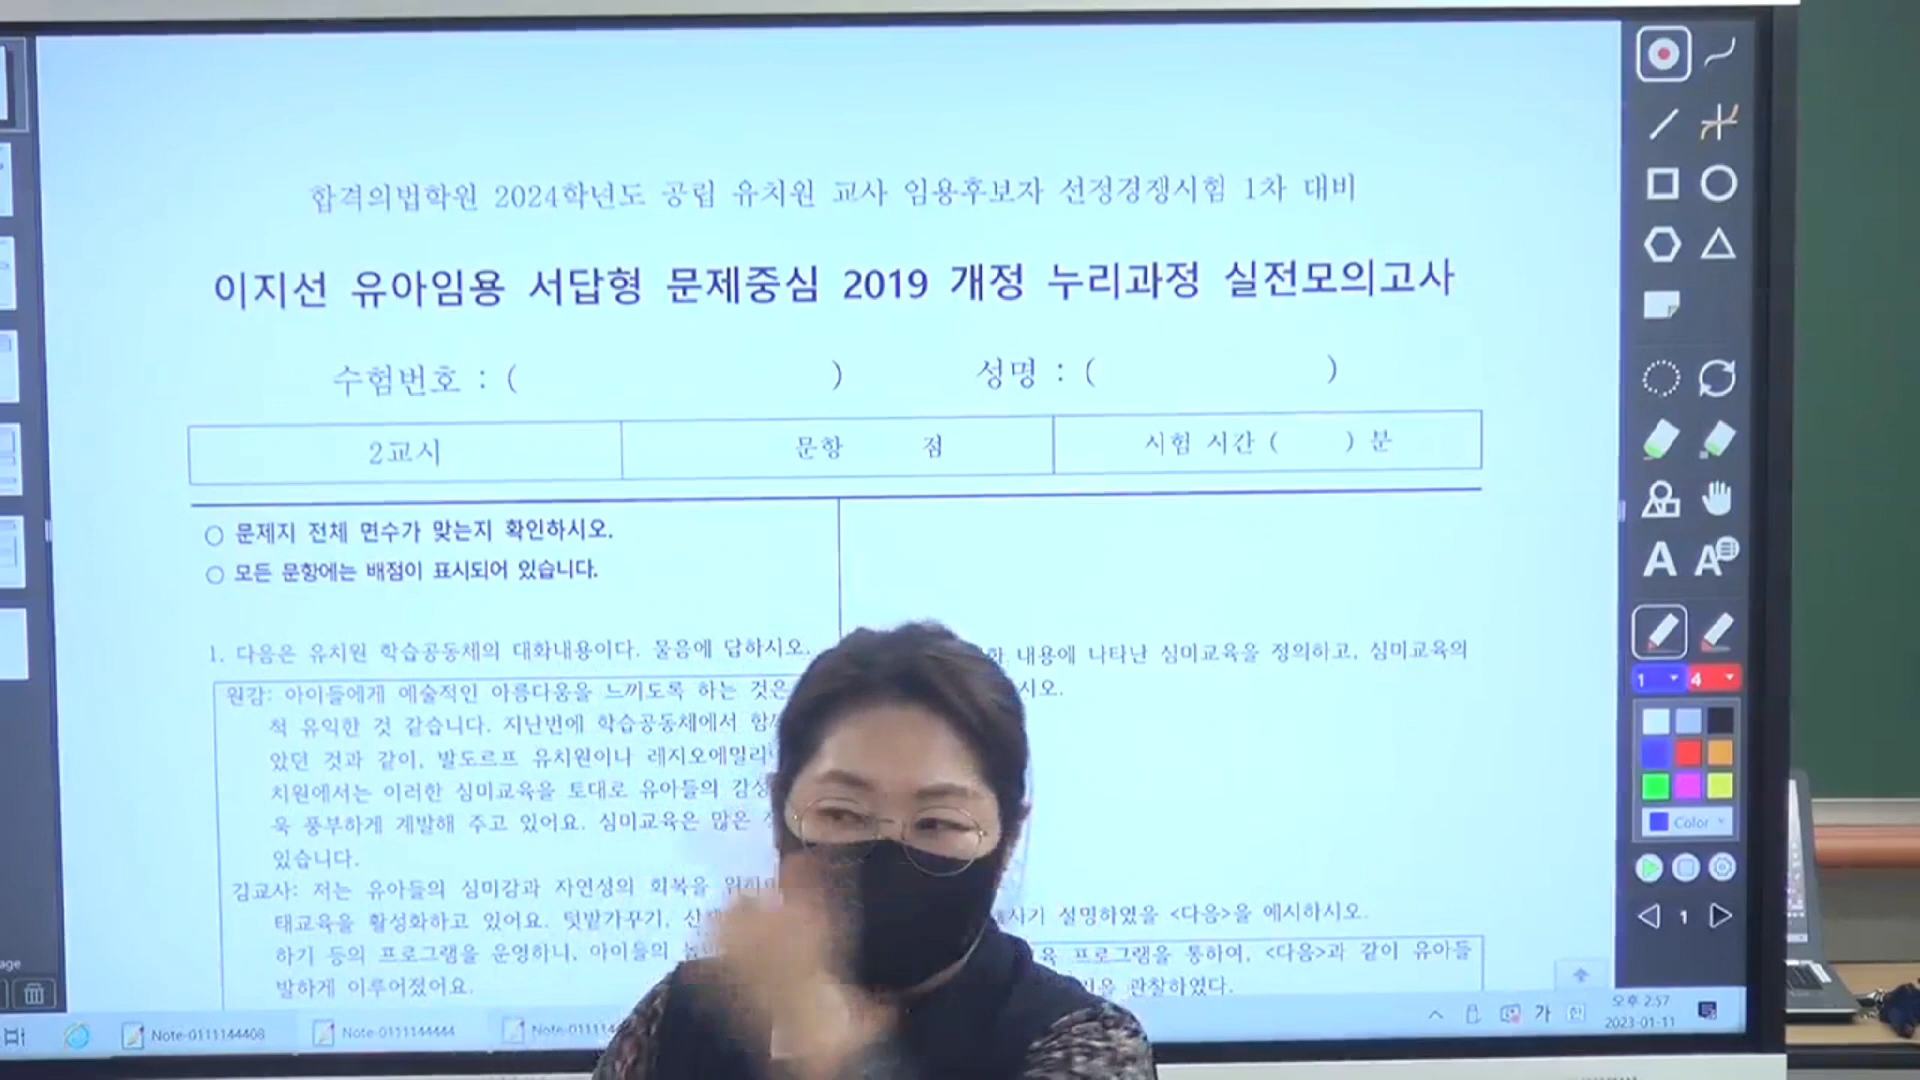 합격의법학원 2024학년도 공립 유치원 교사 임용후보자 선정경쟁시험 1차 대비
이지선 유아임용 서답형 문제중심 2019 개정 누리과정 실전모의고사
수험번호 : ( ) 성명 : ( )
2교시 문항 점 시험 시간 ( ) 분
○ 문제지 전체 면수가 맞는지 확인하시오.
○ 모든 문항에는 배점이 표시되어 있습니다.
1. 다음은 유치원 학습공동체의 대화내용이다. 물음에 답하시오.
원감: 아이들에게 예술적인 아름다움을 느끼도록 하는 것은
척 유익한 것 같습니다. 지난번에 학습공동체에서
았던 것과 같이, 발도르프 유치원이나
치원에서는 이러한 심미교육을 토대로 유아들의
욱 풍부하게 계발해 주고 있어요. 심미교육은 많은
있습니다.
김교사: 저는 유아들의 심미감과 자연성의 회복을
태교육을 활성화하고 있어요. 텃밭가꾸기,
하기 등의 프로그램을 운영하니, 아이들의
발하게 이루어졌어요.
내용에 나타난 심미교육을 정의하고, 심미교육의
시오.
설명하였을 <다음>을 예시하시오.
프로그램을 통하여, <다음>과 같이 유아들
관찰하였다.
A A
1 4
Color
1
age
Note-0111144408 Note-0111144444
가 한
오후 2:57
2023-01-11